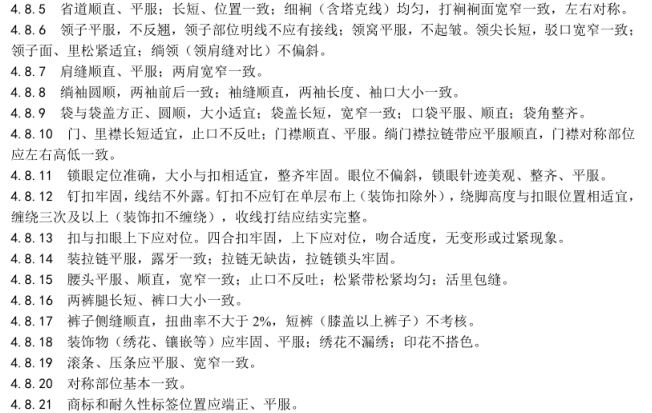 4.8.5 省道顺直、平服；长短、位置一致；细裥（含塔克线）均匀，打裥裥面宽窄一致，左右对称。
4.8.6 领子平服，不反翘，领子部位明线不应有接线；领窝平服，不起皱。领尖长短，驳口宽窄一致；
领子面、里松紧适宜；绱领（领肩缝对比）不偏斜。
4.8.7 肩缝顺直、平服；两肩宽窄一致。
4.8.8 绱袖圆顺，两袖前后一致；袖缝顺直，两袖长度、袖口大小一致。
4.8.9 袋与袋盖方正、圆顺，大小适宜；袋盖长短，宽窄一致；口袋平服、顺直；袋角整齐。
4.8.10 门、里襟长短适宜，止口不反吐；门襟顺直、平服。绱门襟拉链带应平服顺直，门襟对称部位
应左右高低一致。
4.8.11 锁眼定位准确，大小与扣相适宜，整齐牢固。眼位不偏斜，锁眼针迹美观、整齐、平服。
4.8.12 钉扣牢固，线结不外露。钉扣不应钉在单层布上（装饰扣除外），绕脚高度与扣眼位置相适宜，
缠绕三次及以上（装饰扣不缠绕），收线打结应结实完整。
4.8.13 扣与扣眼上下应对位。四合扣牢固，上下应对位，吻合适度，无变形或过紧现象。
4.8.14 装拉链平服，露牙一致；拉链无缺齿，拉链锁头牢固。
4.8.15 腰头平服、顺直，宽窄一致；止口不反吐；松紧带松紧均匀；活里包缝。
4.8.16 两裤腿长短、裤口大小一致。
4.8.17 裤子侧缝顺直，扭曲率不大于 2%，短裤（膝盖以上裤子）不考核。
4.8.18 装饰物（绣花、镶嵌等）应牢固、平服；绣花不漏绣；印花不搭色。
4.8.19 滚条、压条应平服、宽窄一致。
4.8.20 对称部位基本一致。
4.8.21 商标和耐久性标签位置应端正、平服。